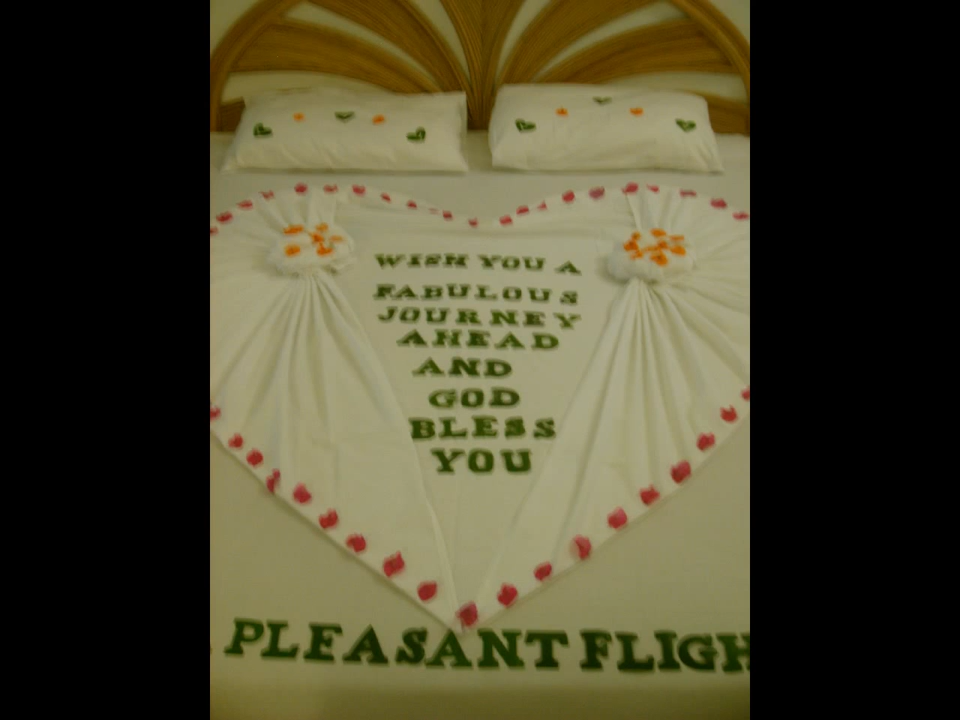 WISH YOU A
FABULOUS
JOURNEY
AHEAD
AND
GOD
BLESS
YOU
PLEASANT FLIGH